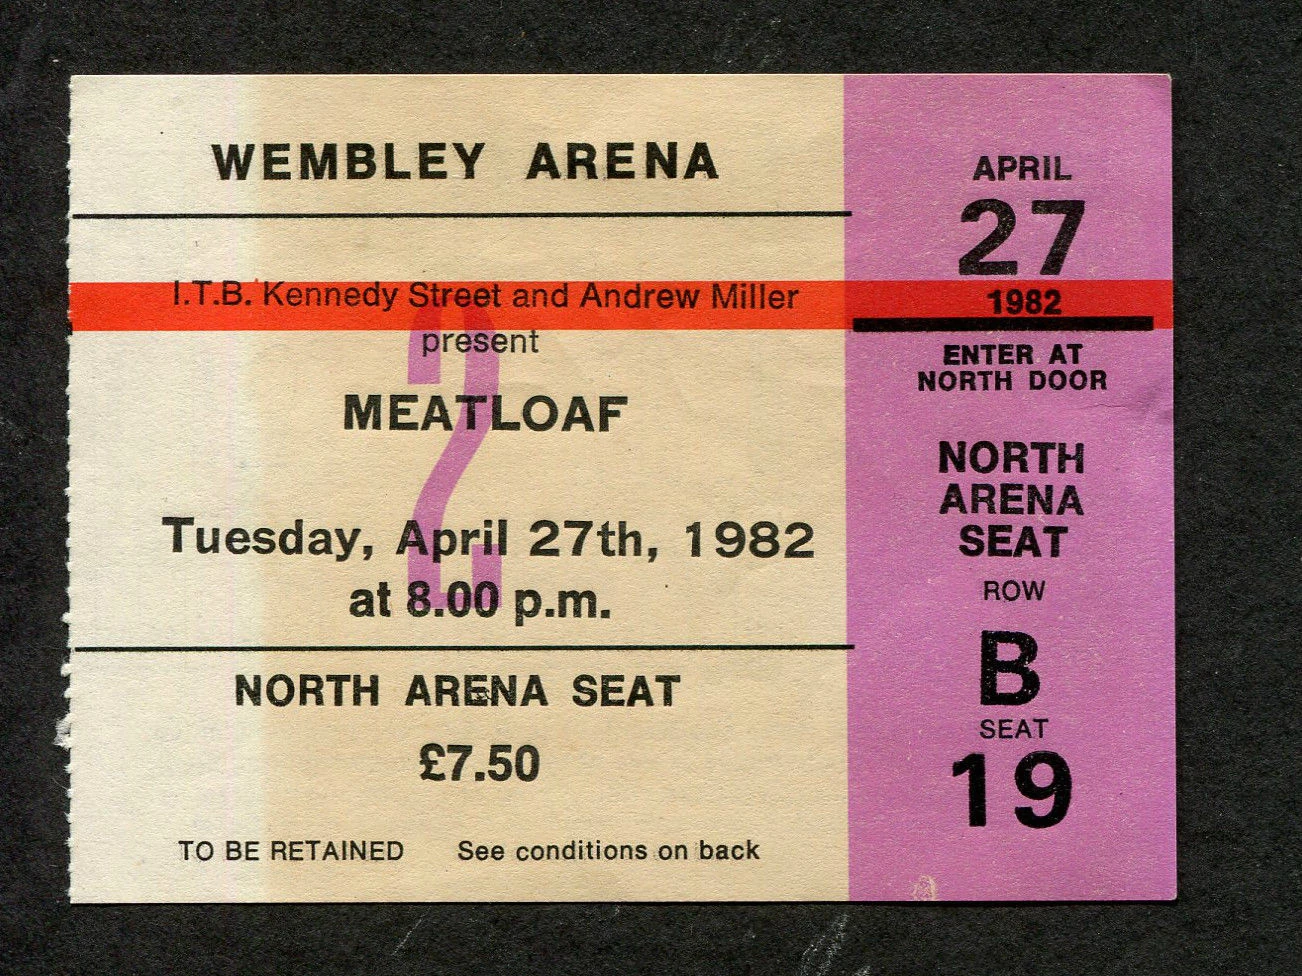 WEMBLEY ARENA
I.T.B. Kennedy Street and Andrew Miller
present
2
MEATLOAF
Tuesday, April 27th, 1982
at 8.00 p.m.
NORTH ARENA SEAT
£7.50
TO BE RETAINED See conditions on back
APRIL
27
1982
ENTER AT
NORTH DOOR
NORTH
ARENA
SEAT
ROW
B
SEAT
19